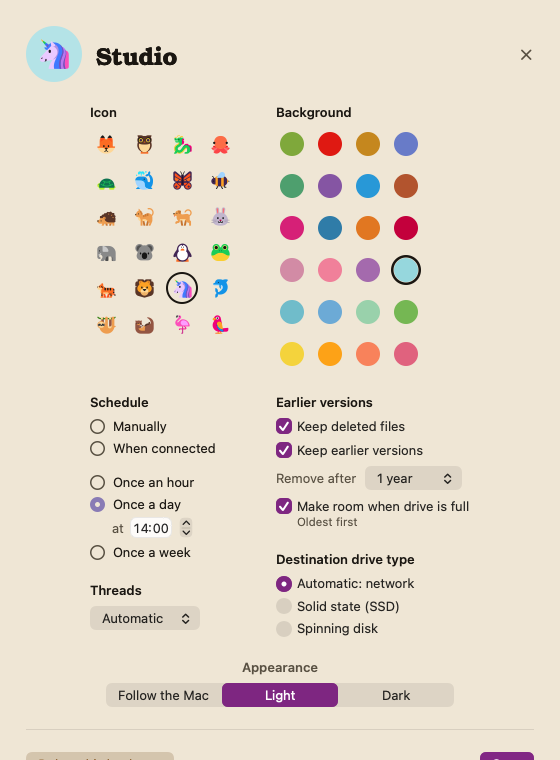 Studio
Icon
Background
Schedule
Manually
When connected
Once an hour
Once a day
at 14:00
Once a week
Threads
Automatic
Earlier versions
Keep deleted files
Keep earlier versions
Remove after 1 year
Make room when drive is full
Oldest first
Destination drive type
Automatic: network
Solid state (SSD)
Spinning disk
Appearance
Follow the Mac Light Dark